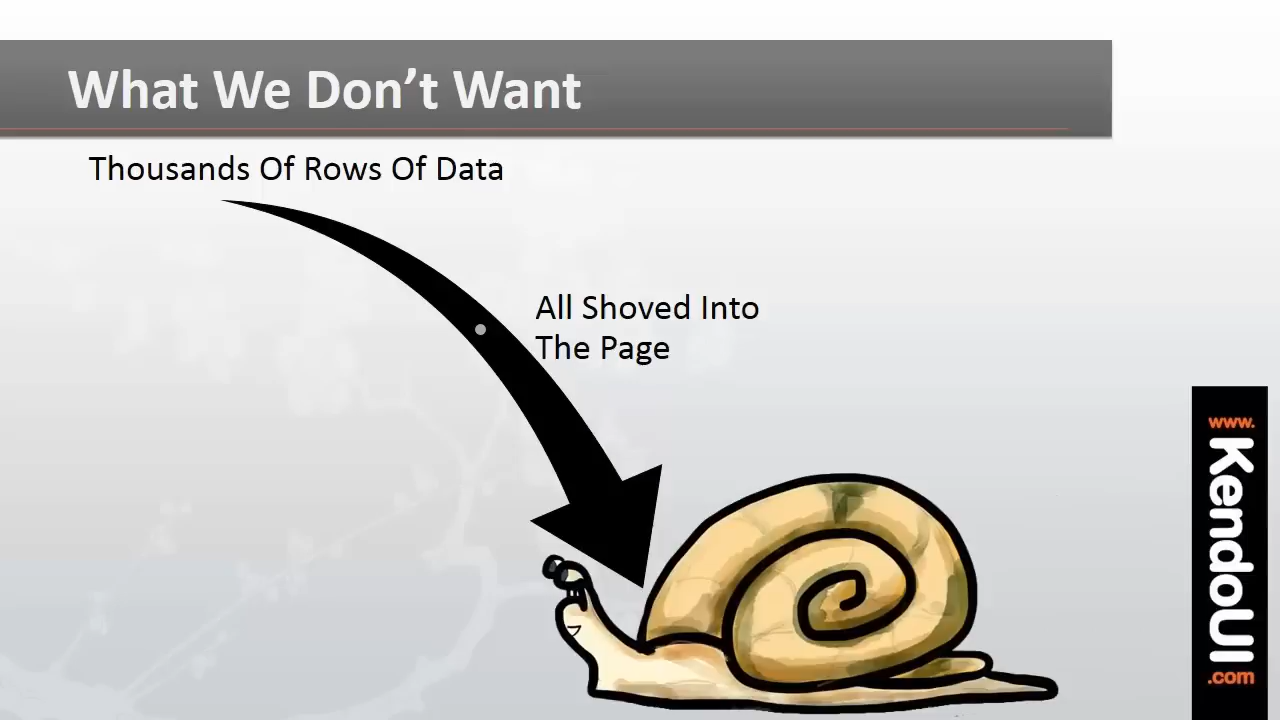 What We Don’t Want
Thousands Of Rows Of Data
All Shoved Into
The Page
www.
KendoUI
.com